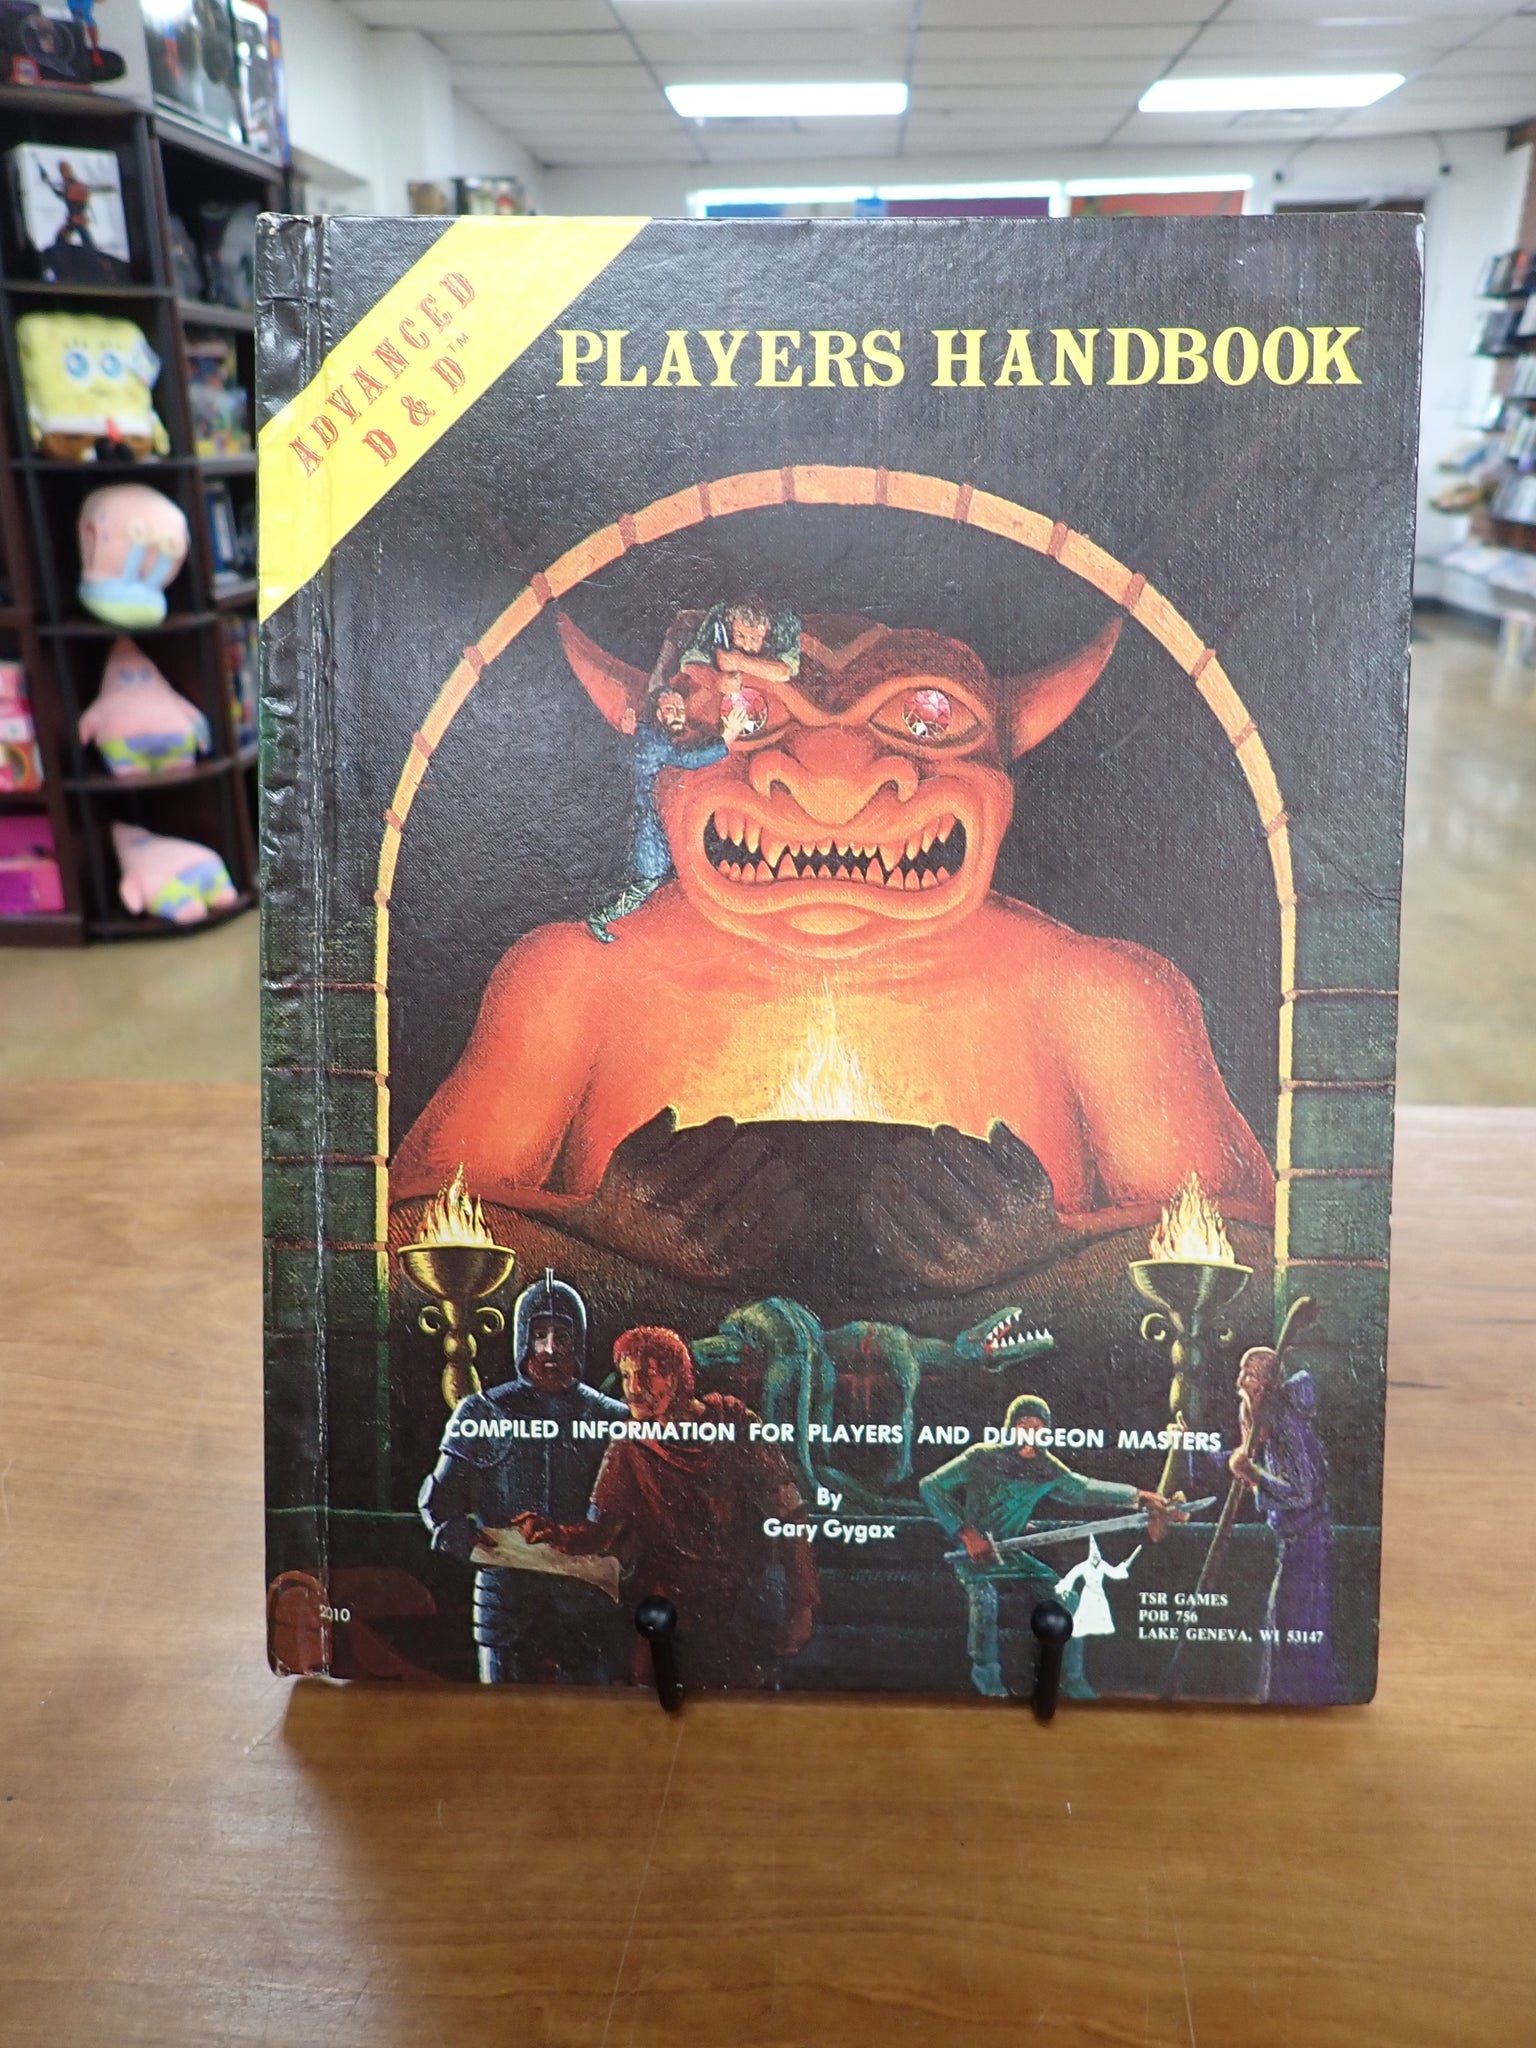 ADVANCED
D & D™
PLAYERS HANDBOOK
COMPILED INFORMATION FOR PLAYERS AND DUNGEON MASTERS
By
Gary Gygax
2010
TSR GAMES
POB 756
LAKE GENEVA, WI 53147